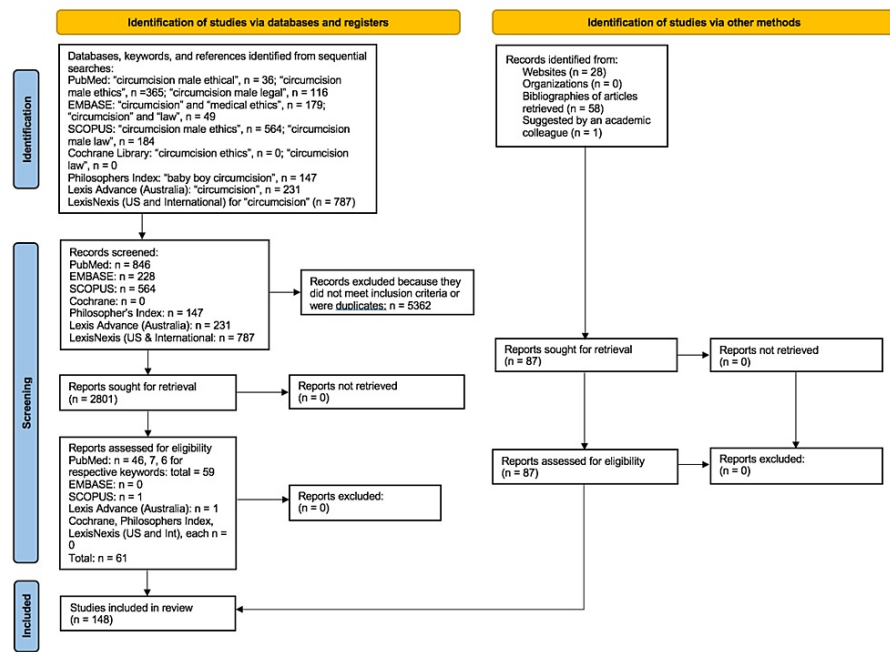 Identification of studies via databases and registers
Identification of studies via other methods
Identification
Databases, keywords, and references identified from sequential
searches:
PubMed: “circumcision male ethical”, n = 36; “circumcision
male ethics”, n =365; “circumcision male legal”, n = 116
EMBASE: “circumcision” and “medical ethics”, n = 179;
“circumcision” and “law”, n = 49
SCOPUS: “circumcision male ethics”, n = 564; “circumcision
male law”, n = 184
Cochrane Library: “circumcision ethics”, n = 0; “circumcision
law”, n = 0
Philosophers Index: “baby boy circumcision”, n = 147
Lexis Advance (Australia): “circumcision”, n = 231
LexisNexis (US and International) for “circumcision” (n = 787)
Records identified from:
Websites (n = 28)
Organizations (n = 0)
Bibliographies of articles
retrieved (n = 58)
Suggested by an academic
colleague (n = 1)
Screening
Records screened:
PubMed: n = 846
EMBASE: n = 228
SCOPUS: n = 564
Cochrane: n = 0
Philosopher's Index: n = 147
Lexis Advance (Australia): n = 231
LexisNexis (US & International: n = 787
Records excluded because they
did not meet inclusion criteria or
were duplicates: n = 5362
Reports sought for retrieval
(n = 2801)
Reports not retrieved
(n = 0)
Reports sought for retrieval
(n = 87)
Reports not retrieved
(n = 0)
Reports assessed for eligibility
PubMed: n = 46, 7, 6 for
respective keywords: total = 59
EMBASE: n = 0
SCOPUS: n = 1
Lexis Advance (Australia): n = 1
Cochrane, Philosophers Index,
LexisNexis (US and Int), each n =
0
Total: n = 61
Reports excluded:
(n = 0)
Reports assessed for eligibility
(n = 87)
Reports excluded:
(n = 0)
Included
Studies included in review
(n = 148)